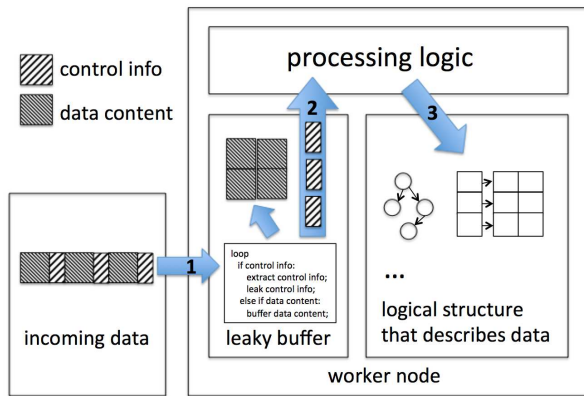 processing logic
control info
data content
2
3
1
loop
if control info:
extract control info;
leak control info;
else if data content:
buffer data content;
...
incoming data
leaky buffer
logical structure
that describes data
worker node